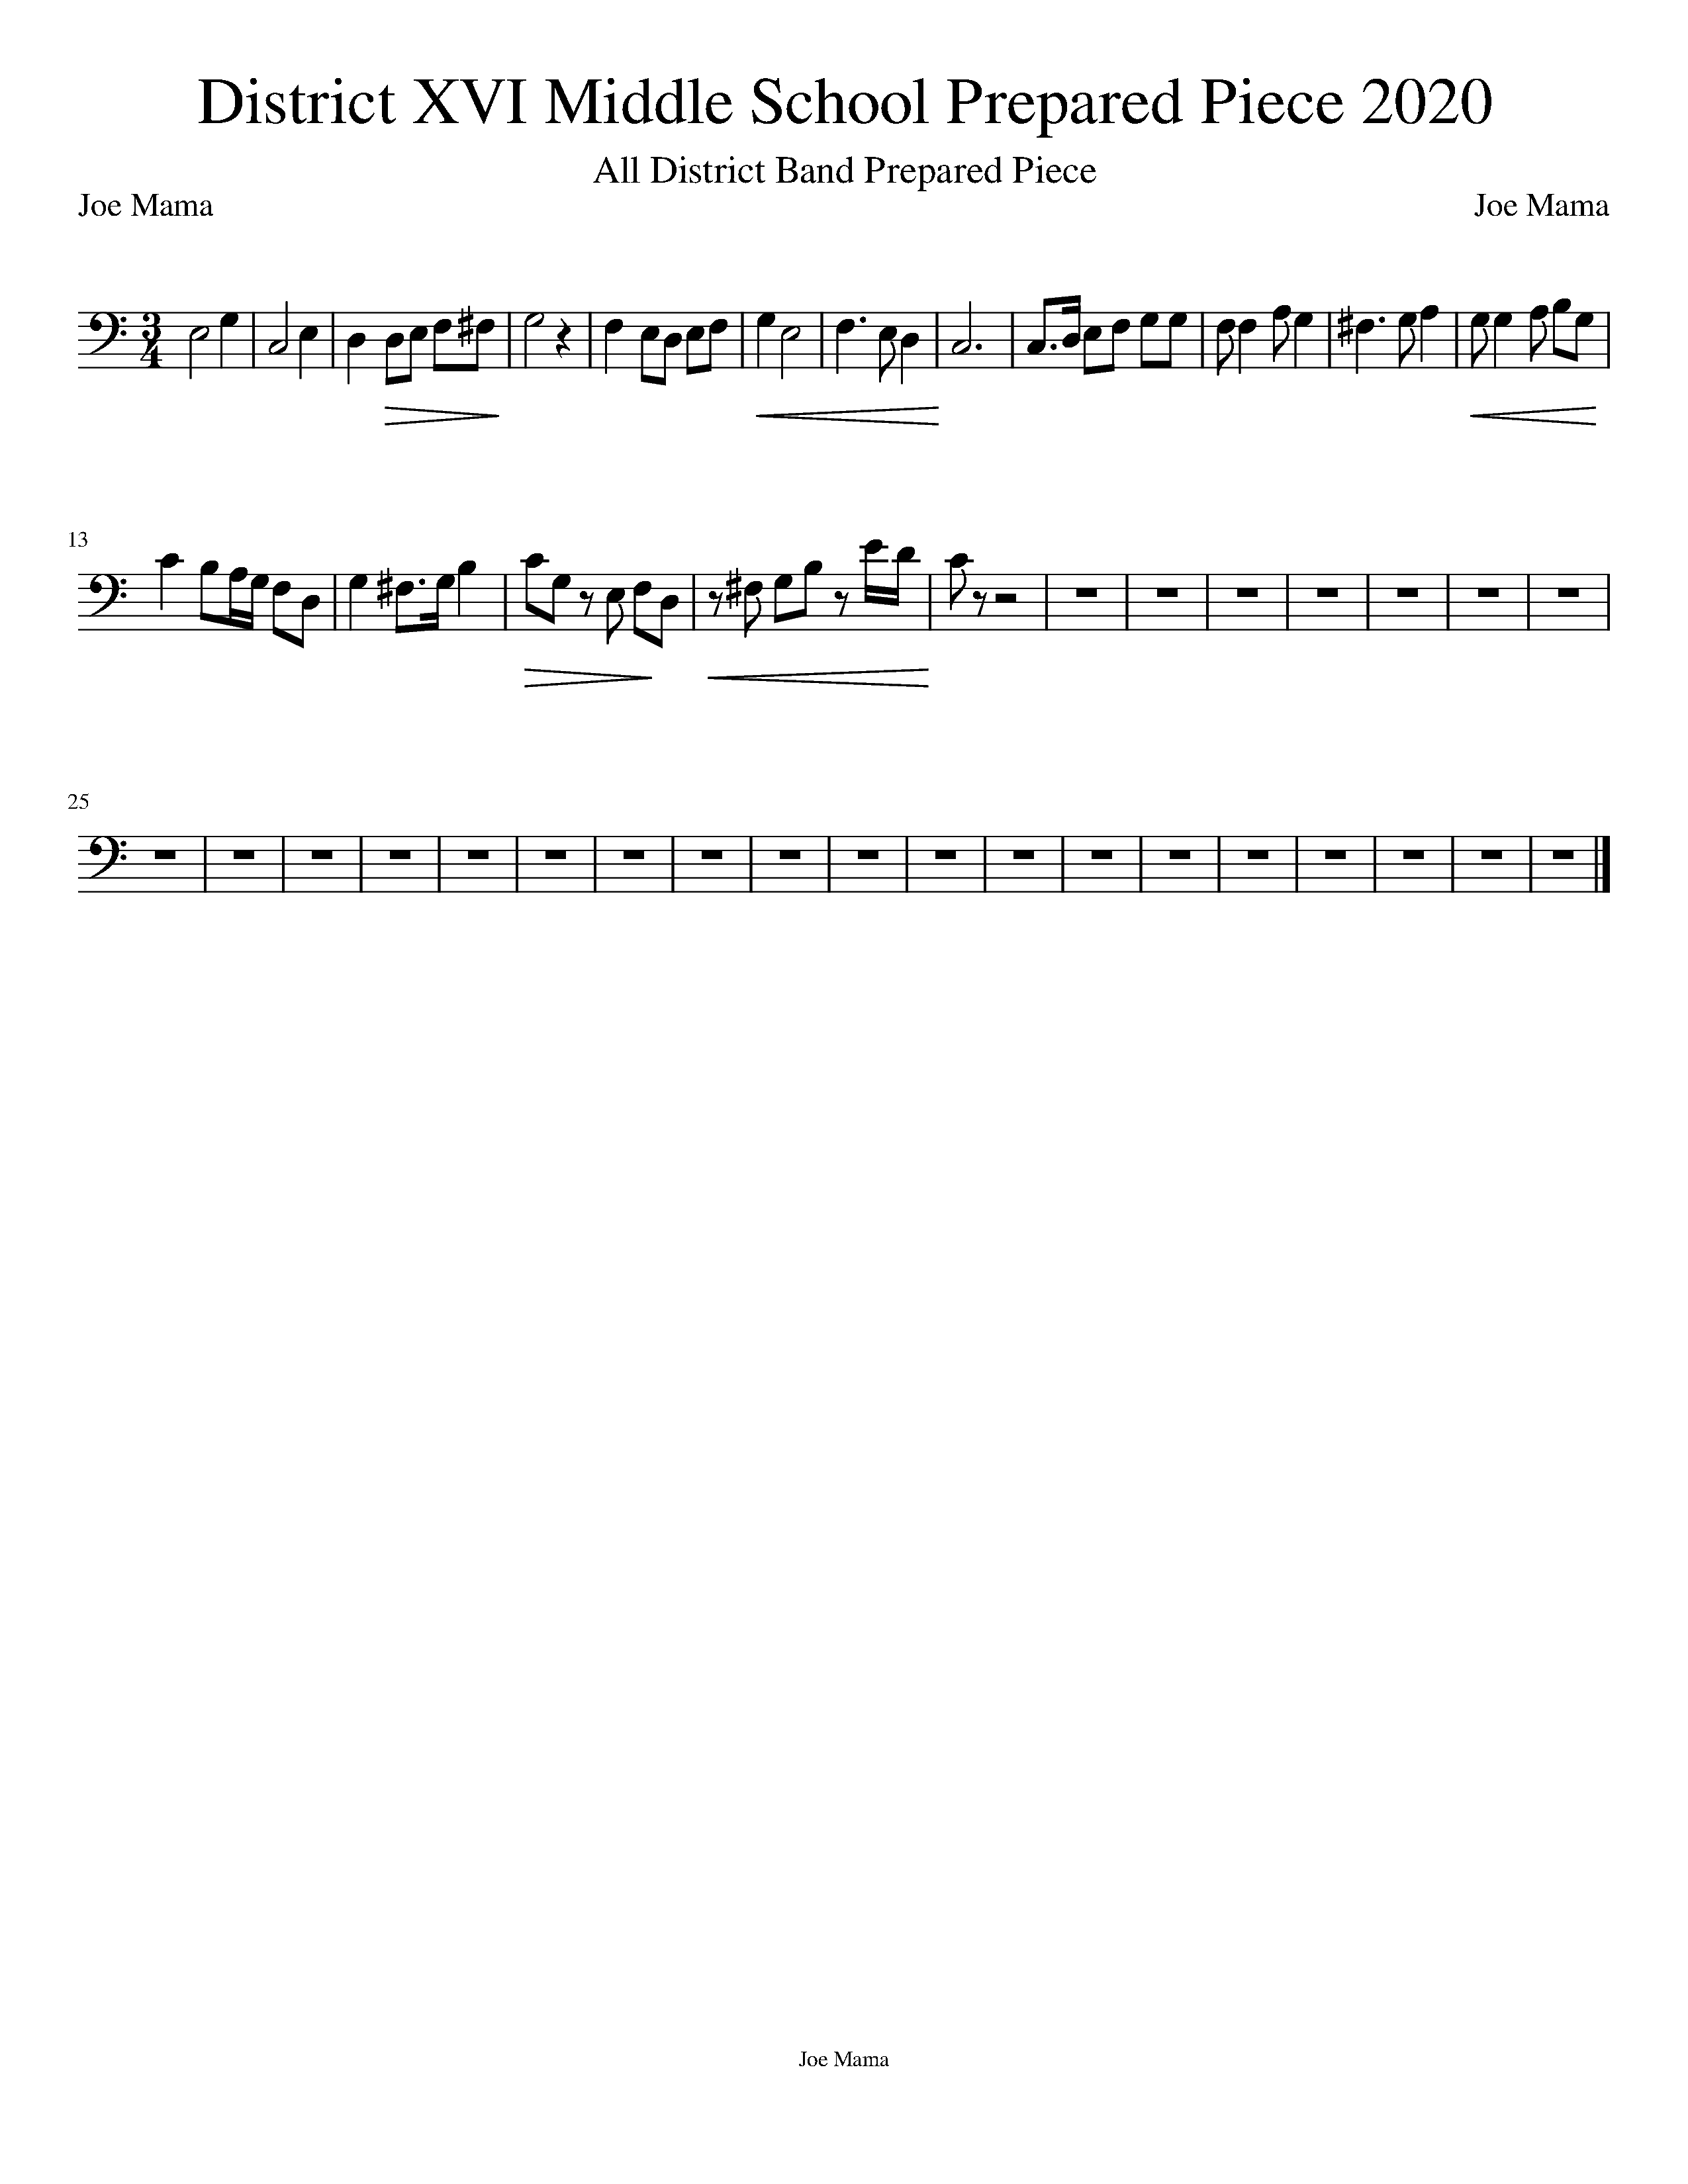 District XVI Middle School Prepared Piece 2020
All District Band Prepared Piece
Joe Mama Joe Mama
3
4
13
25
Joe Mama